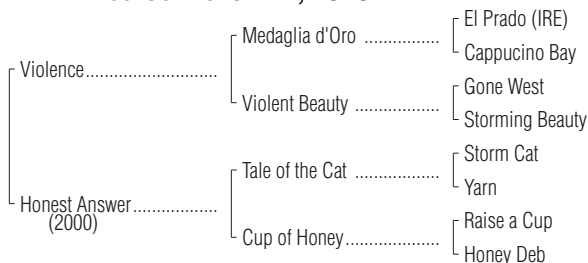 El Prado (IRE)
Medaglia d'Oro
Cappucino Bay
Violence
Gone West
Violent Beauty
Storming Beauty
Storm Cat
Tale of the Cat
Yarn
Honest Answer
(2000)
Raise a Cup
Cup of Honey
Honey Deb